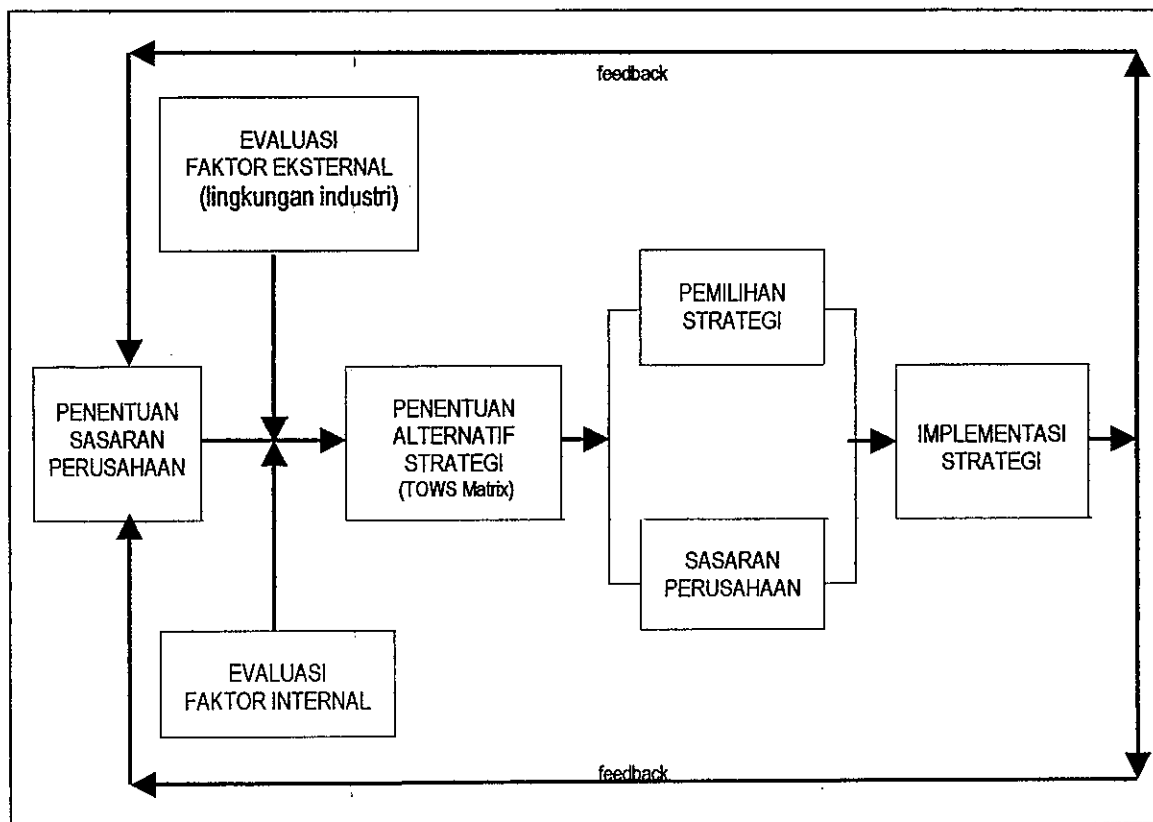 feedback
EVALUASI
FAKTOR EKSTERNAL
(lingkungan industri)
PENENTUAN
SASARAN
PERUSAHAAN
PENENTUAN
ALTERNATIF
STRATEGI
(TOWS Matrix)
PEMILIHAN
STRATEGI
SASARAN
PERUSAHAAN
IMPLEMENTASI
STRATEGI
EVALUASI
FAKTOR INTERNAL
feedback